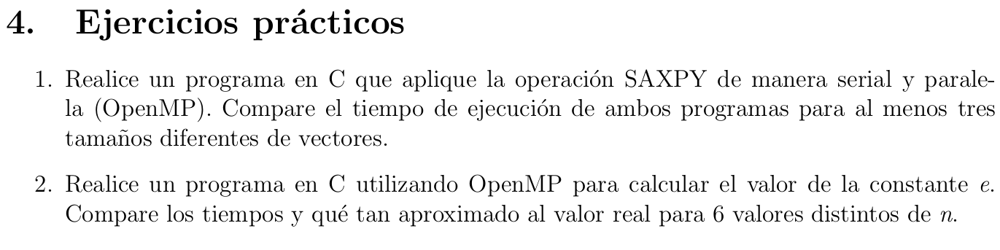 4. Ejercicios prácticos
1. Realice un programa en C que aplique la operación SAXPY de manera serial y parale-
la (OpenMP). Compare el tiempo de ejecución de ambos programas para al menos tres
tamaños diferentes de vectores.
2. Realice un programa en C utilizando OpenMP para calcular el valor de la constante e.
Compare los tiempos y qué tan aproximado al valor real para 6 valores distintos de n.